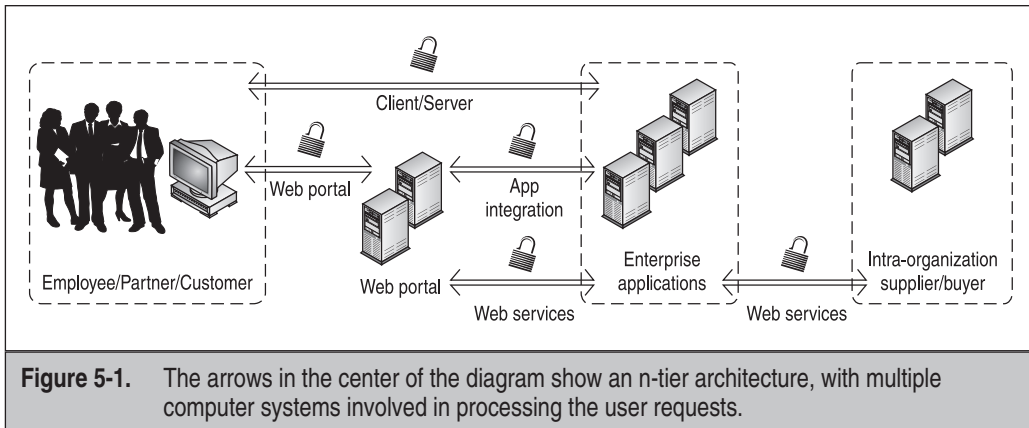 Client/Server
Web portal
App
integration
Employee/Partner/Customer
Web portal
Web services
Enterprise
applications
Web services
Intra-organization
supplier/buyer
Figure 5-1. The arrows in the center of the diagram show an n-tier architecture, with multiple
computer systems involved in processing the user requests.